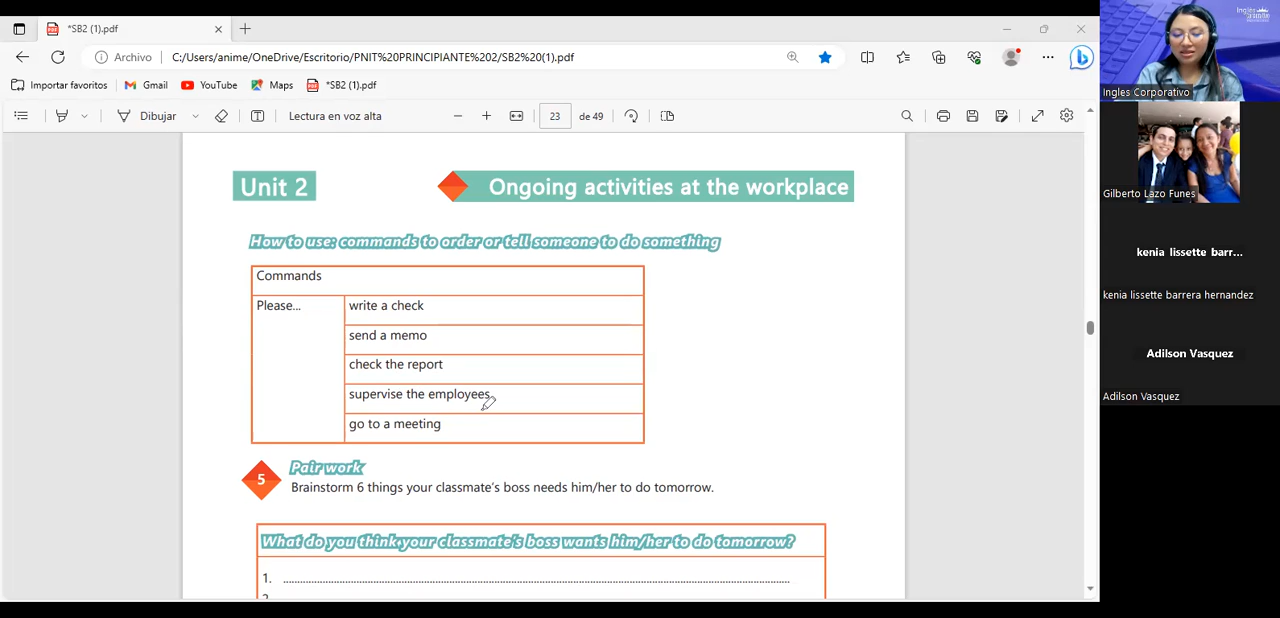 *SB2 (1).pdf
Archivo
C:/Users/anime/OneDrive/Escritorio/PNIT%20PRINCIPIANTE%202/SB2%20(1).pdf
Importar favoritos
Gmail
YouTube
Maps
*SB2 (1).pdf
Dibujar
Lectura en voz alta
23
de 49
Unit 2
Ongoing activities at the workplace
How to use: commands to order or tell someone to do something
Commands
Please...
write a check
send a memo
check the report
supervise the employees
go to a meeting
5
Pair work
Brainstorm 6 things your classmate's boss needs him/her to do tomorrow.
What do you think your classmate's boss wants him/her to do tomorrow?
1. ................................................................
2.
Ingles Corporativo
Gilberto Lazo Funes
kenia lissette barr...
kenia lissette barrera hernandez
Adilson Vasquez
Adilson Vasquez